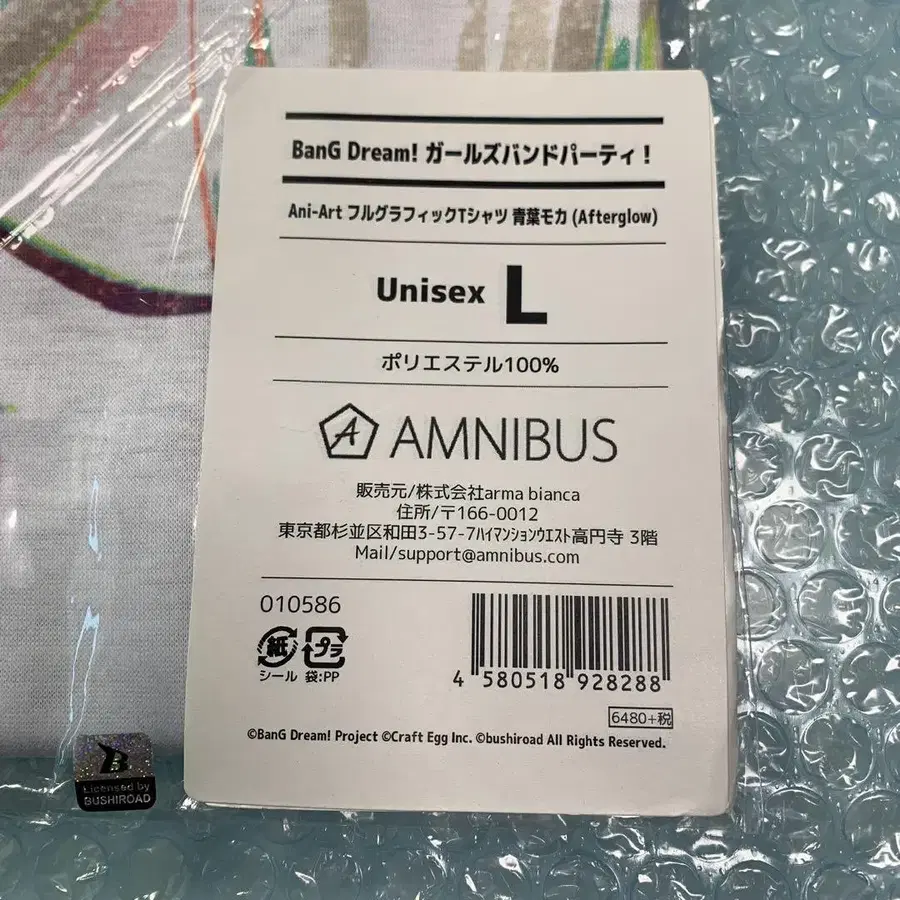 BanG Dream! ガールズバンドパーティ！
Ani-Art フルグラフィックTシャツ 青葉モカ (Afterglow)
Unisex L
ポリエステル100%
A AMNIBUS
販売元/株式会社arma bianca
住所/〒166-0012
東京都杉並区和田3-57-7ﾊｲﾏﾝｼｮﾝｳｴｽﾄ高円寺 3階
Mail/support@amnibus.com
010586
紙 プラ
シール 袋:PP
4 580518 928288
6480+税
©BanG Dream! Project ©Craft Egg Inc. ©bushiroad All Rights Reserved.
B
Licensed by
BUSHIROAD